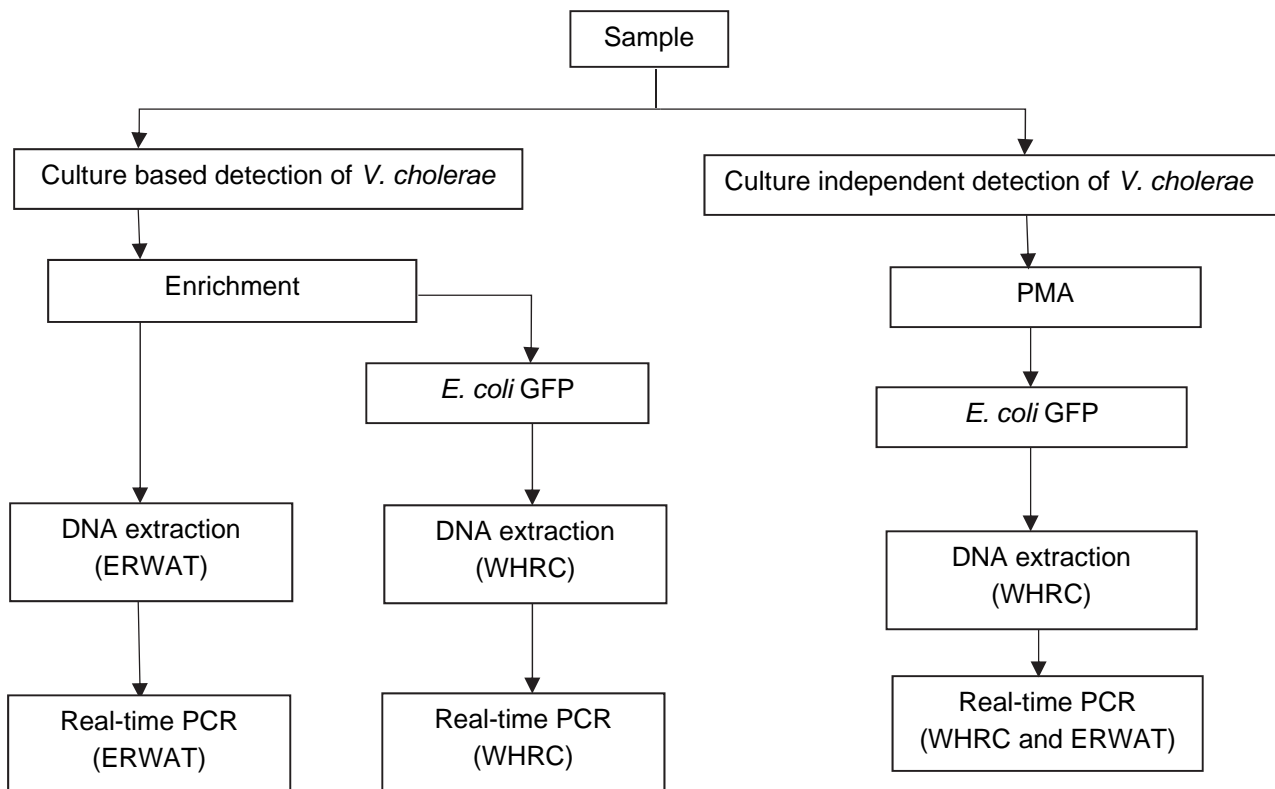 Sample
Culture based detection of V. cholerae
Culture independent detection of V. cholerae
Enrichment
PMA
E. coli GFP
E. coli GFP
DNA extraction
(ERWAT)
DNA extraction
(WHRC)
DNA extraction
(WHRC)
Real-time PCR
(ERWAT)
Real-time PCR
(WHRC)
Real-time PCR
(WHRC and ERWAT)